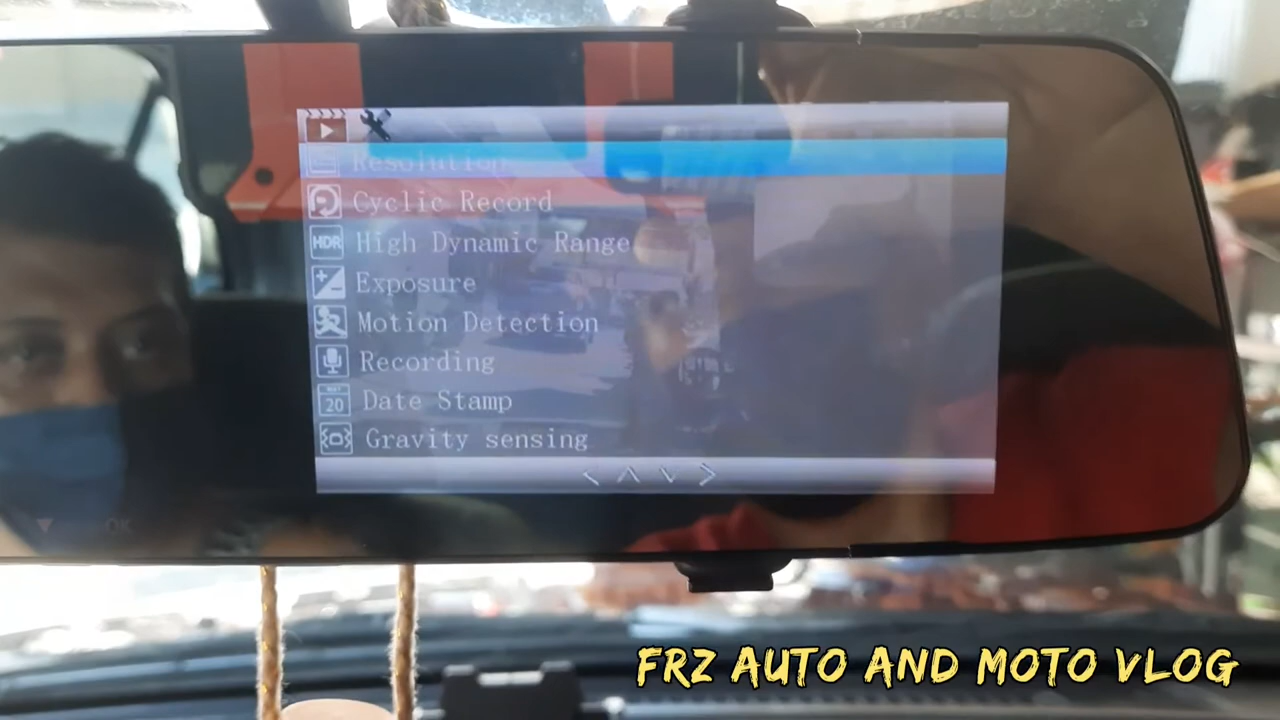 Resolution
Cyclic Record
HDR High Dynamic Range
Exposure
Motion Detection
Recording
20 Date Stamp
Gravity sensing
OK
FRZ AUTO AND MOTO VLOG